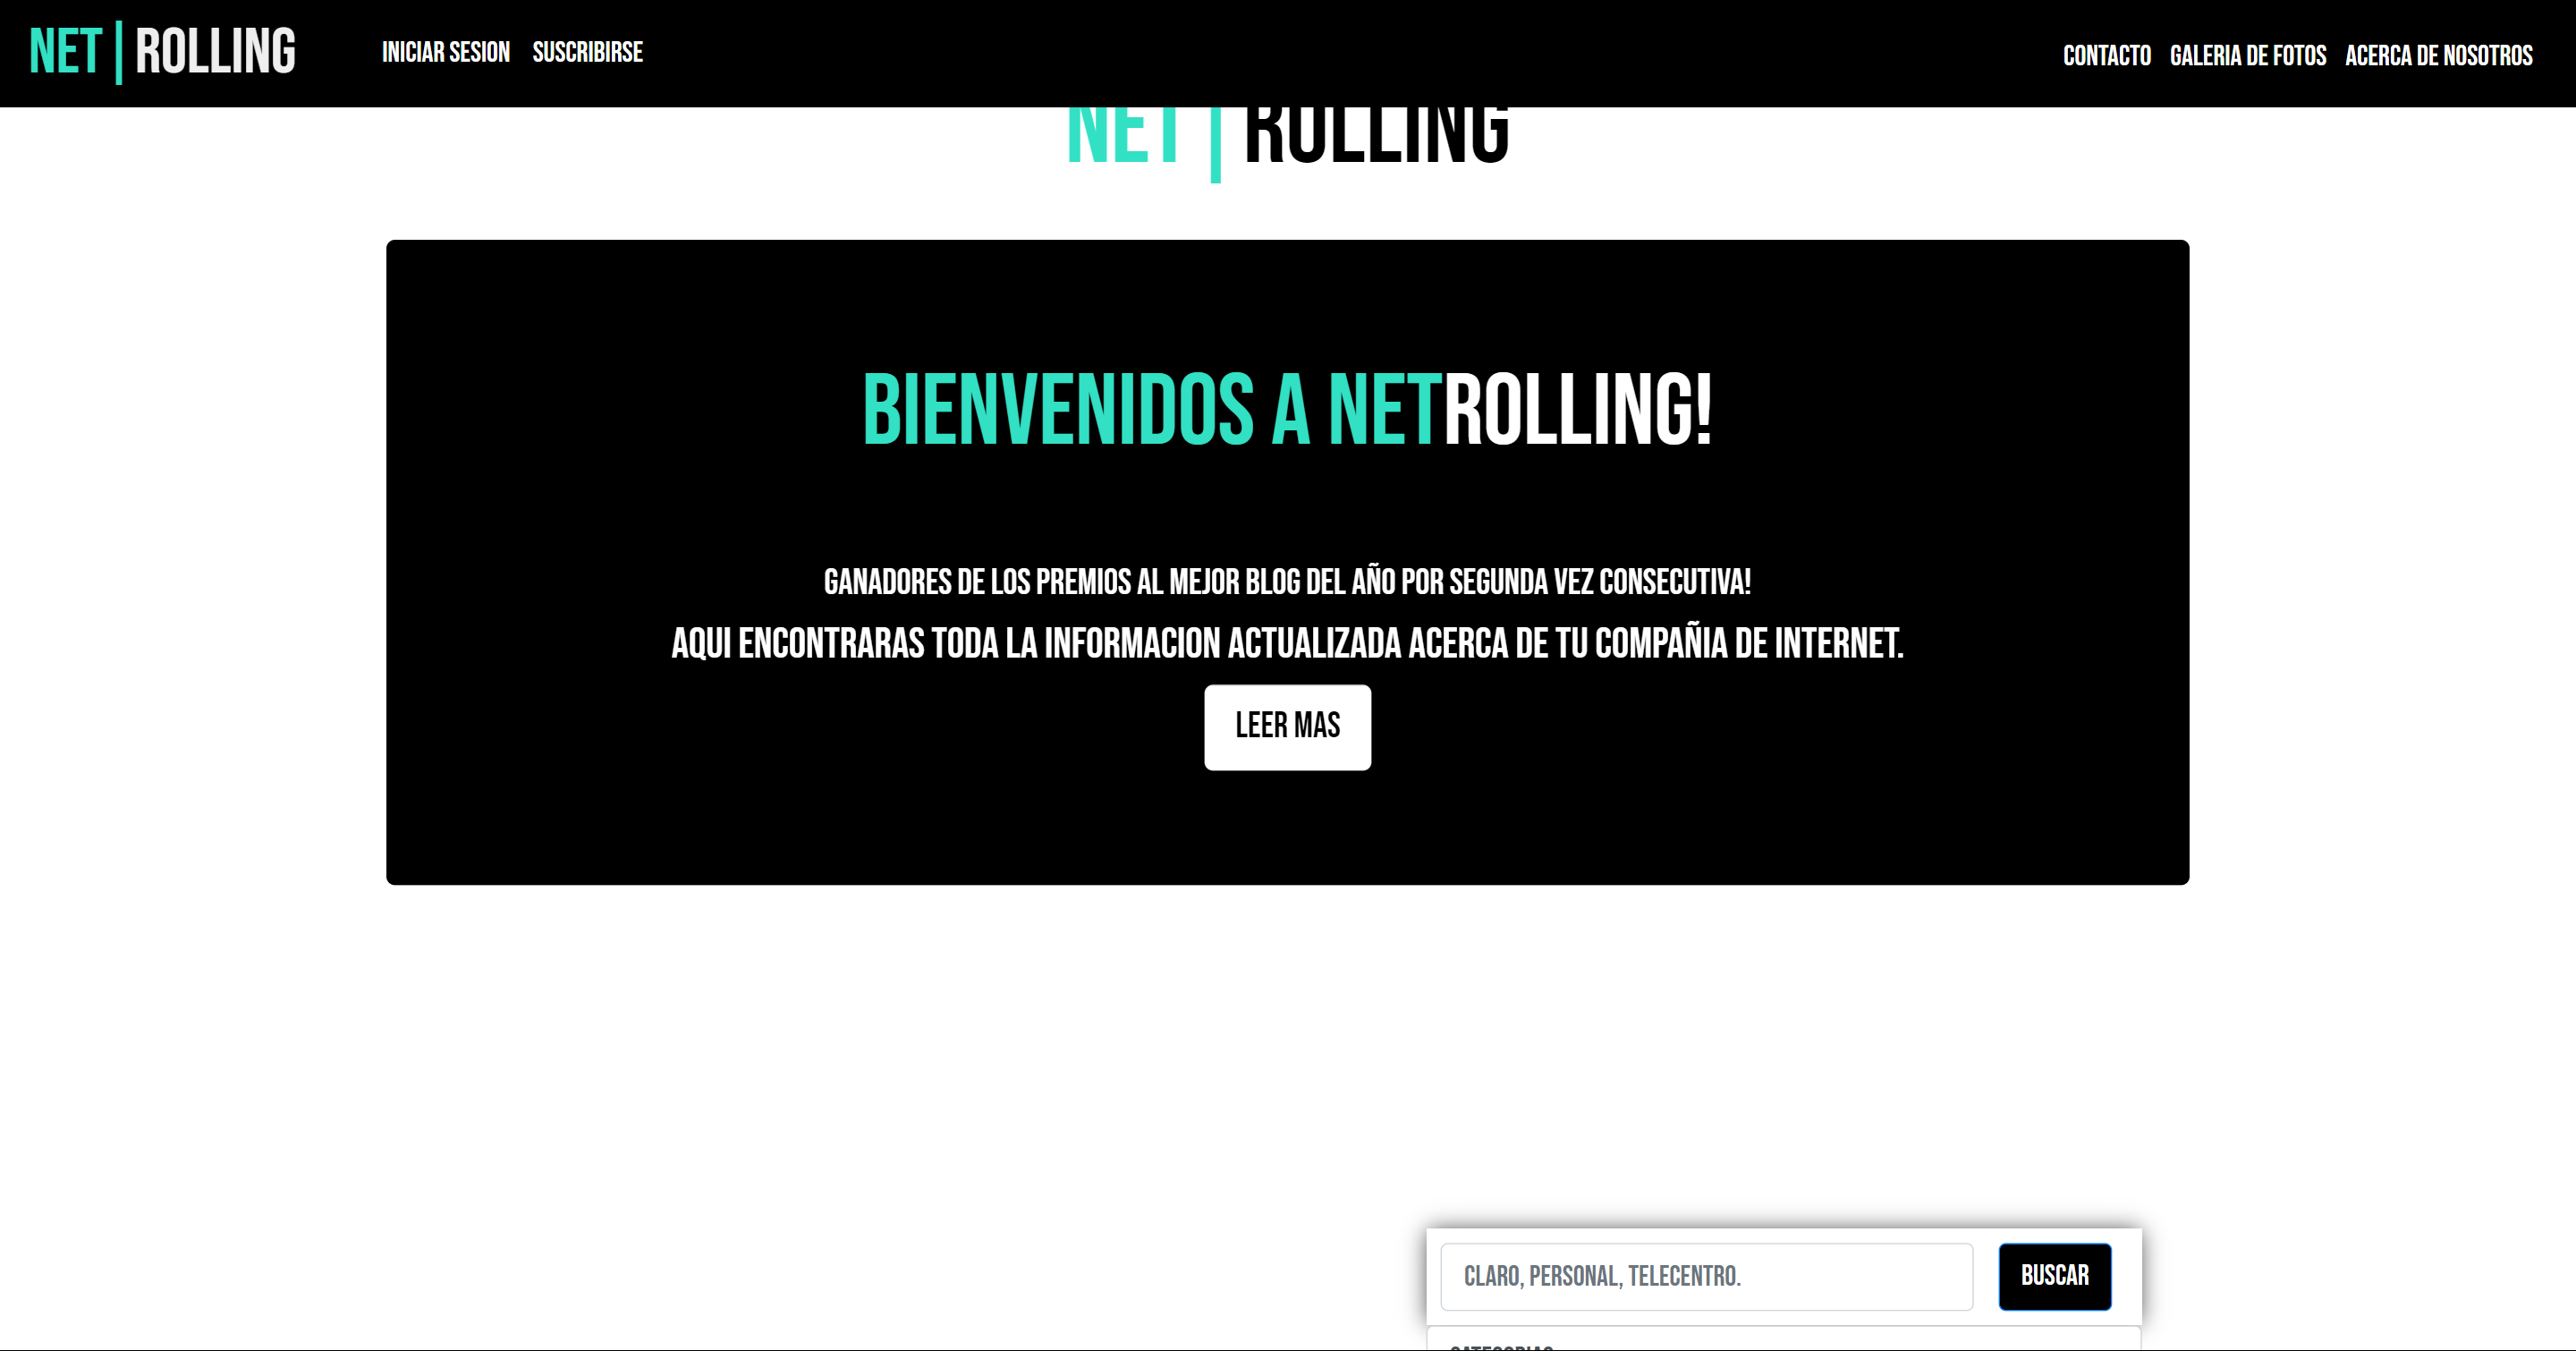 NET | ROLLING
INICIAR SESION SUSCRIBIRSE
CONTACTO GALERIA DE FOTOS ACERCA DE NOSOTROS
NET | ROLLING
BIENVENIDOS A NETROLLING!
GANADORES DE LOS PREMIOS AL MEJOR BLOG DEL AÑO POR SEGUNDA VEZ CONSECUTIVA!
AQUI ENCONTRARAS TODA LA INFORMACION ACTUALIZADA ACERCA DE TU COMPAÑIA DE INTERNET.
LEER MAS
CLARO, PERSONAL, TELECENTRO.
BUSCAR